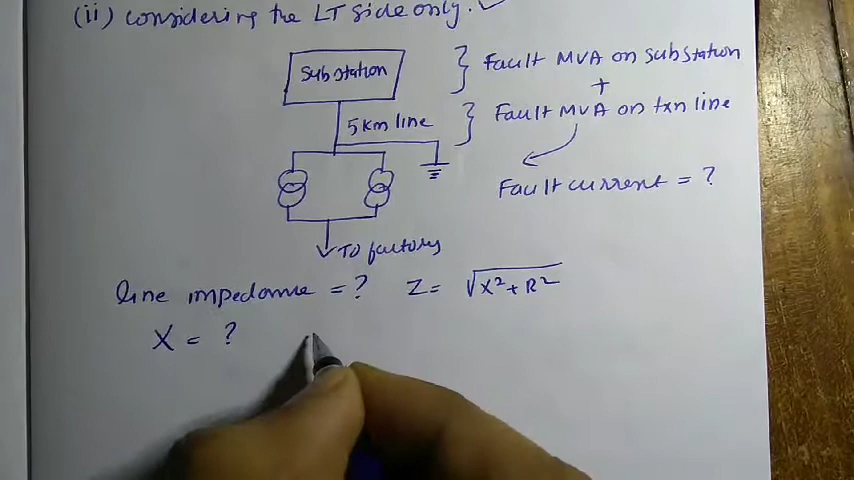 (ii) considering the LT side only.
Substation
Fault MVA on substation
+
5km line
Fault MVA on txn line
Fault current = ?
To factory
line impedance = ? Z = √X²+R²
X = ?